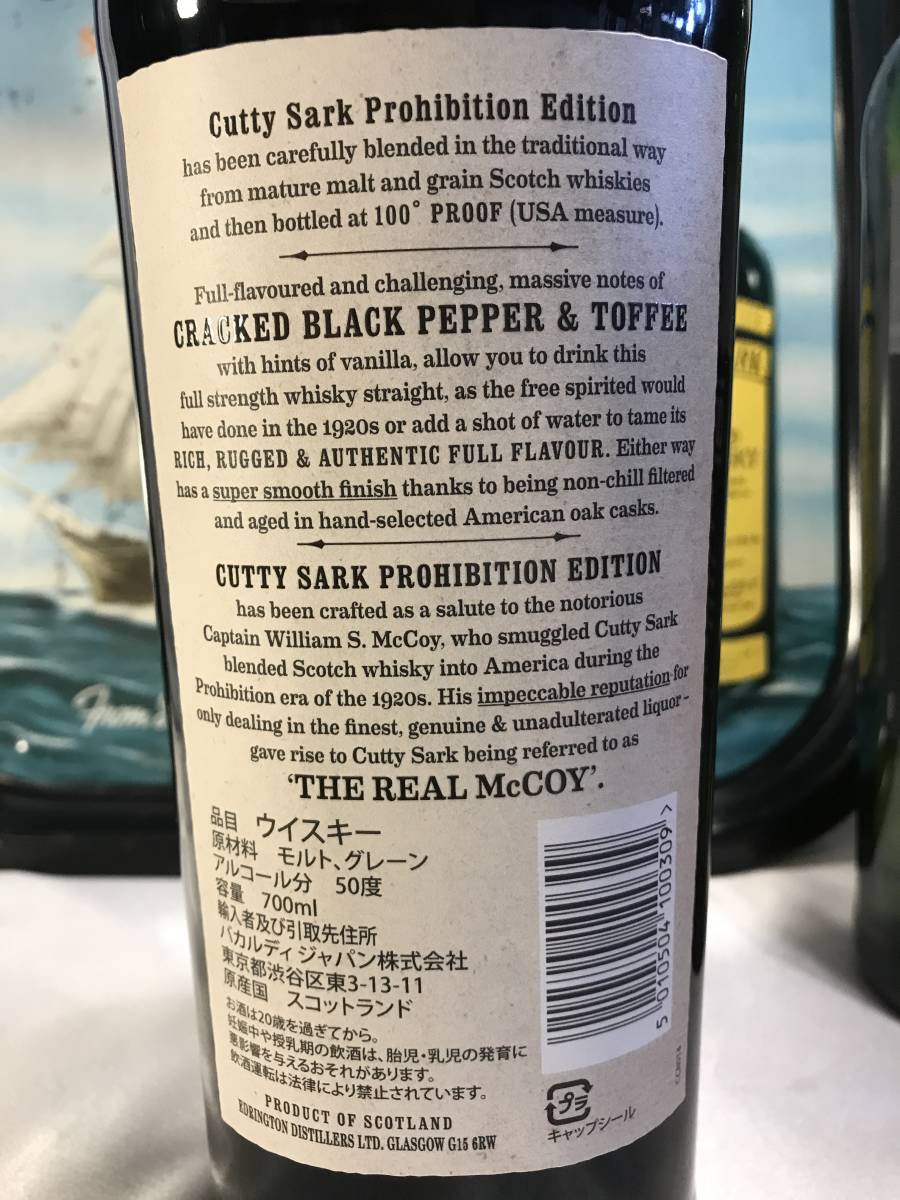 Cutty Sark Prohibition Edition
has been carefully blended in the traditional way
from mature malt and grain Scotch whiskies
and then bottled at 100° PROOF (USA measure).
Full-flavoured and challenging, massive notes of
CRACKED BLACK PEPPER & TOFFEE
with hints of vanilla, allow you to drink this
full strength whisky straight, as the free spirited would
have done in the 1920s or add a shot of water to tame its
RICH, RUGGED & AUTHENTIC FULL FLAVOUR. Either way
has a super smooth finish thanks to being non-chill filtered
and aged in hand-selected American oak casks.
CUTTY SARK PROHIBITION EDITION
has been crafted as a salute to the notorious
Captain William S. McCoy, who smuggled Cutty Sark
blended Scotch whisky into America during the
Prohibition era of the 1920s. His impeccable reputation for
only dealing in the finest, genuine & unadulterated liquor -
gave rise to Cutty Sark being referred to as
‘THE REAL McCOY’.
品目 ウイスキー
原材料 モルト、グレーン
アルコール分 50度
容量 700ml
輸入者及び引取先住所
バカルディ ジャパン株式会社
東京都渋谷区東3-13-11
原産国 スコットランド
お酒は20歳を過ぎてから。
妊娠中や授乳期の飲酒は、胎児・乳児の発育に
悪影響を与えるおそれがあります。
飲酒運転は法律により禁止されています。
PRODUCT OF SCOTLAND
EDRINGTON DISTILLERS LTD. GLASGOW G15 6RW
5 010504 100309 >
プラ
キャップシール
From